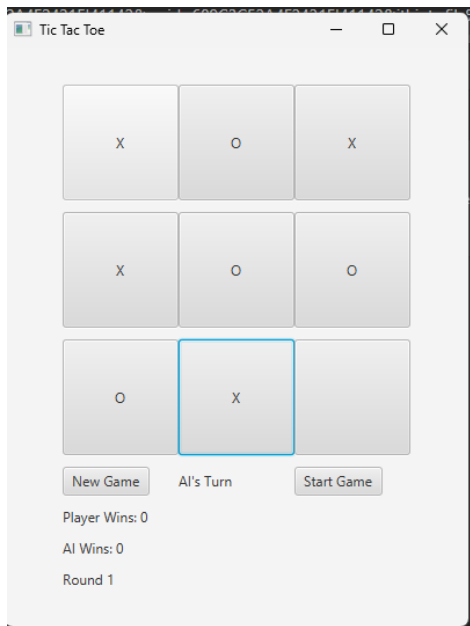 Tic Tac Toe
X O X
X O O
O X
New Game AI's Turn Start Game
Player Wins: 0
AI Wins: 0
Round 1